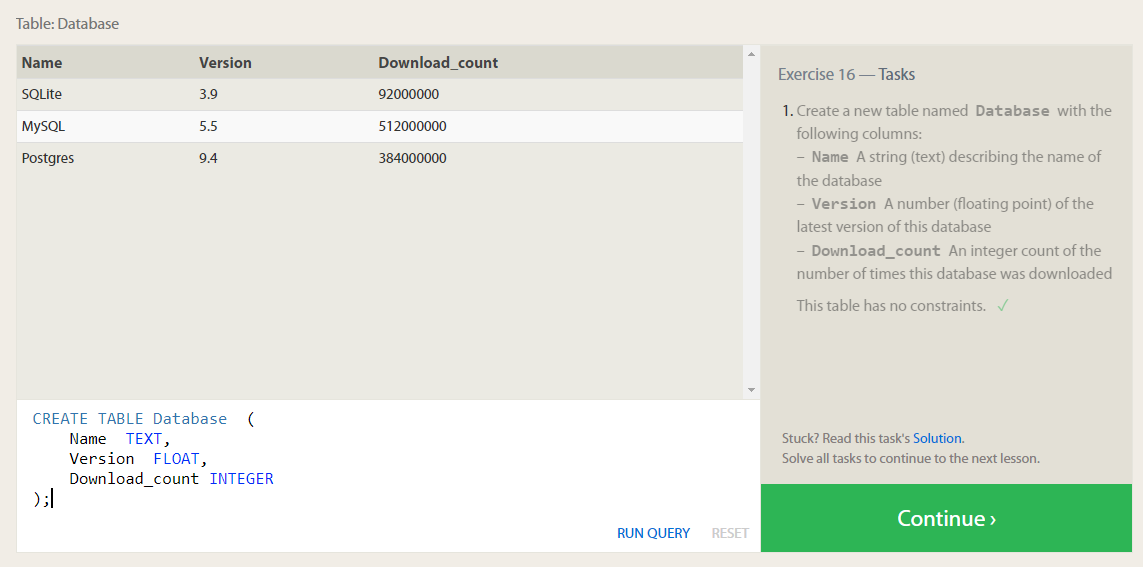 Table: Database
Name Version Download_count
SQLite 3.9 92000000
MySQL 5.5 512000000
Postgres 9.4 384000000
CREATE TABLE Database (
Name TEXT,
Version FLOAT,
Download_count INTEGER
);
RUN QUERY RESET
Exercise 16 — Tasks
1. Create a new table named Database with the
following columns:
– Name A string (text) describing the name of
the database
– Version A number (floating point) of the
latest version of this database
– Download_count An integer count of the
number of times this database was downloaded
This table has no constraints. ✓
Stuck? Read this task's Solution.
Solve all tasks to continue to the next lesson.
Continue ›